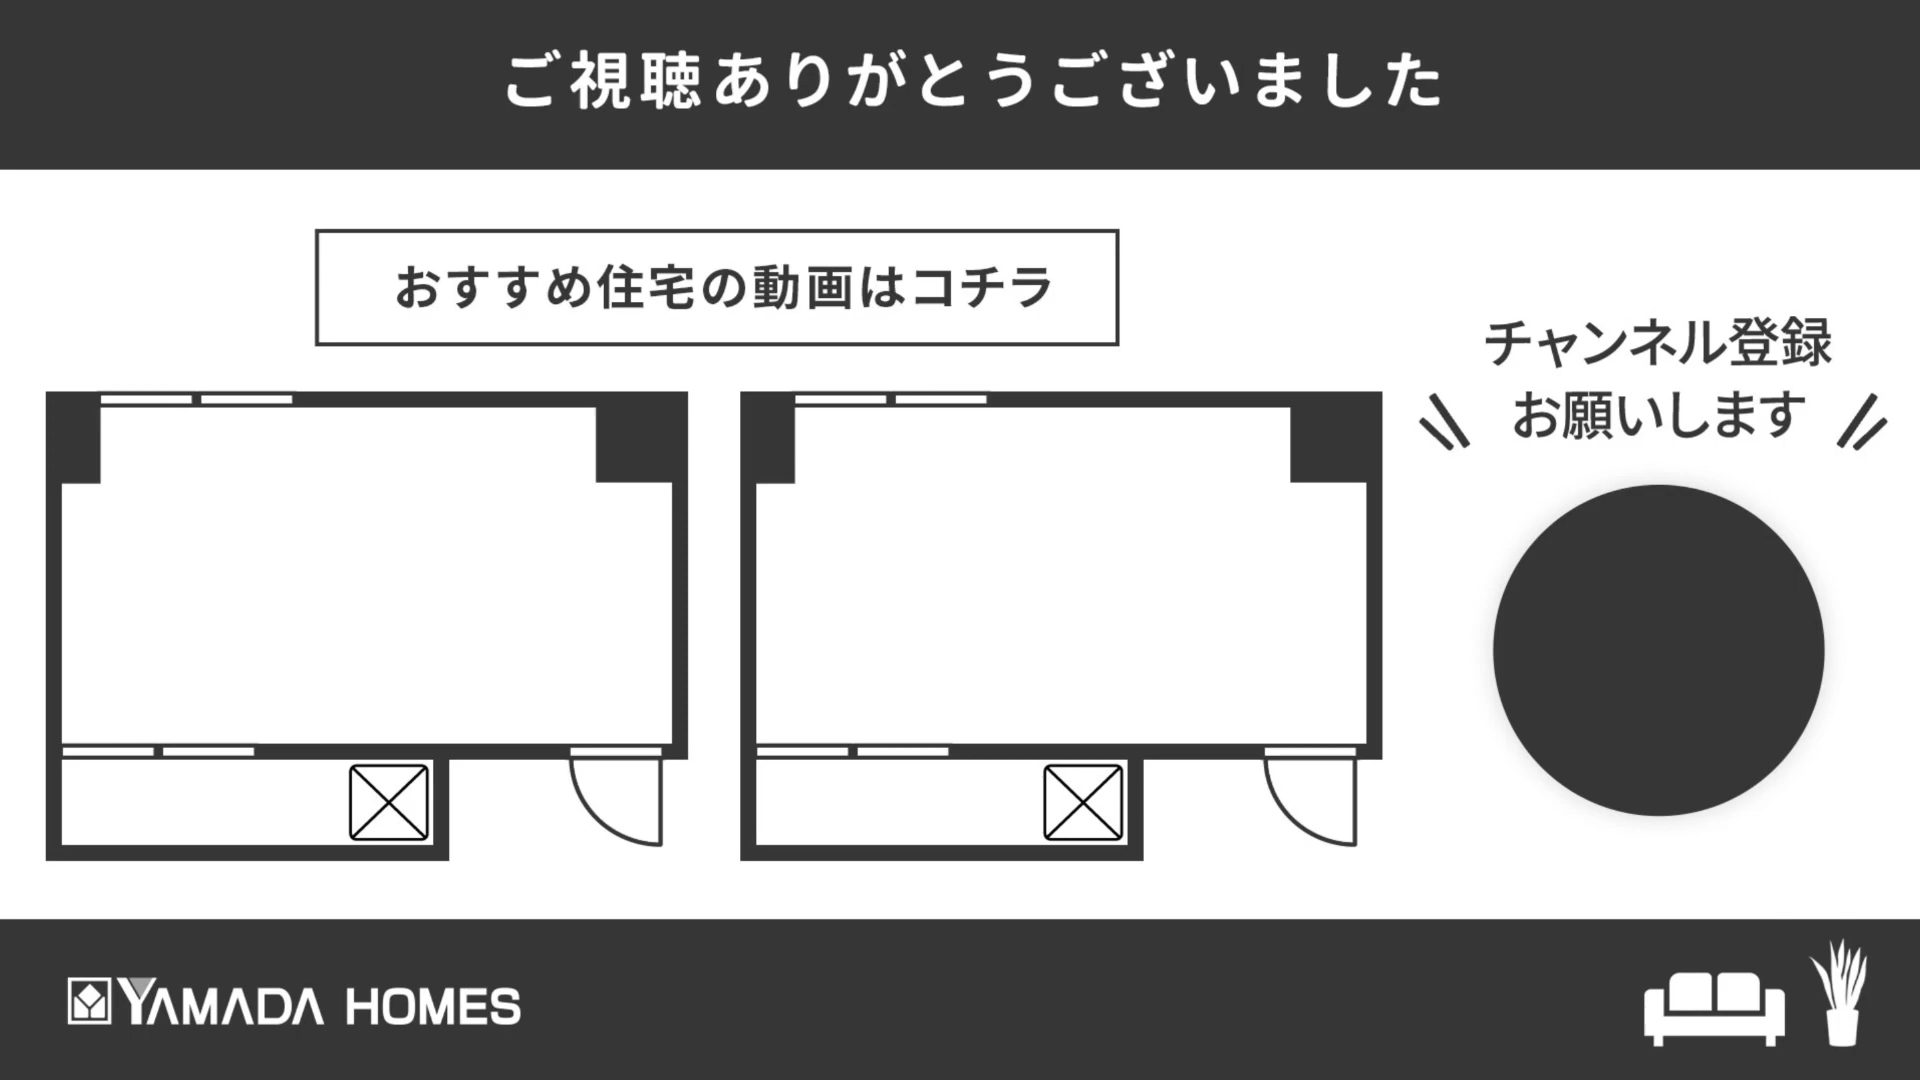 ご視聴ありがとうございました
おすすめ住宅の動画はコチラ
チャンネル登録
お願いします
YAMADA HOMES